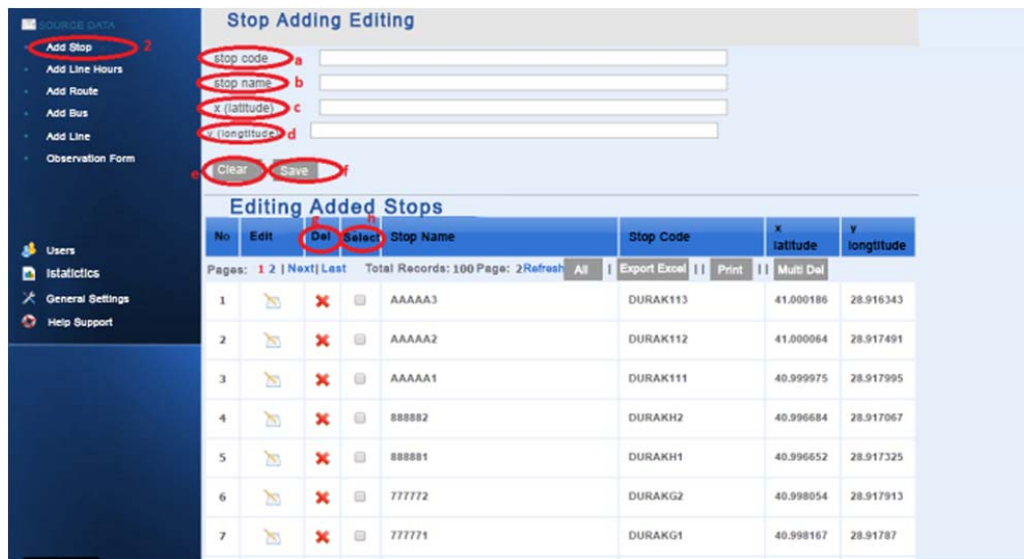 SOURCE DATA
Add Stop 2
Add Line Hours
Add Route
Add Bus
Add Line
Observation Form
Users
Istatictics
General Settings
Help Support
Stop Adding Editing
stop code a
stop name b
x (latitude) c
y (longtitude) d
e Clear Save f
Editing Added Stops
g h
No Edit Del Select Stop Name Stop Code x latitude y longtitude
Pages: 1 2 | Next| Last Total Records: 100 Page: 2 Refresh All | Export Excel || Print || Multi Del
1 AAAAA3 DURAK113 41.000186 28.916343
2 AAAAA2 DURAK112 41.000064 28.917491
3 AAAAA1 DURAK111 40.999975 28.917995
4 888882 DURAKH2 40.996684 28.917067
5 888881 DURAKH1 40.996652 28.917325
6 777772 DURAKG2 40.998054 28.917913
7 777771 DURAKG1 40.998167 28.91787